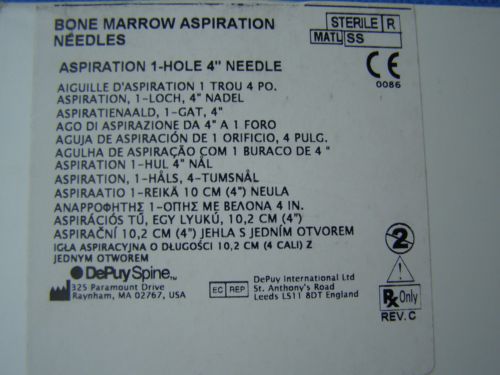 BONE MARROW ASPIRATION
NEEDLES
STERILE R
MATL SS
ASPIRATION 1-HOLE 4" NEEDLE
CE
0086
AIGUILLE D'ASPIRATION 1 TROU 4 PO.
ASPIRATION, 1-LOCH, 4" NADEL
ASPIRATIENAALD, 1-GAT, 4"
AGO DI ASPIRAZIONE DA 4" A 1 FORO
AGUJA DE ASPIRACIÓN DE 1 ORIFICIO, 4 PULG.
AGULHA DE ASPIRAÇÃO COM 1 BURACO DE 4 "
ASPIRATION 1-HUL 4" NÅL
ASPIRATION, 1-HÅLS, 4-TUMSNÅL
ASPIRAATIO 1-REIKÄ 10 CM (4") NEULA
ΑΝΑΡΡΟΦΗΤΗΣ 1-ΟΠΗΣ ΜΕ ΒΕΛΟΝΑ 4 IN.
ASPIRÁCIÓS TŰ, EGY LYUKÚ, 10,2 CM (4")
ASPIRAČNÍ 10,2 CM (4") JEHLA S JEDNÍM OTVOREM
IGŁA ASPIRACYJNA O DŁUGOŚCI 10,2 CM (4 CALI) Z
JEDNYM OTWOREM
2
DePuySpine™
325 Paramount Drive
Raynham, MA 02767, USA
EC REP
DePuy International Ltd
St. Anthony's Road
Leeds LS11 8DT England
!
Rx Only
REV. C